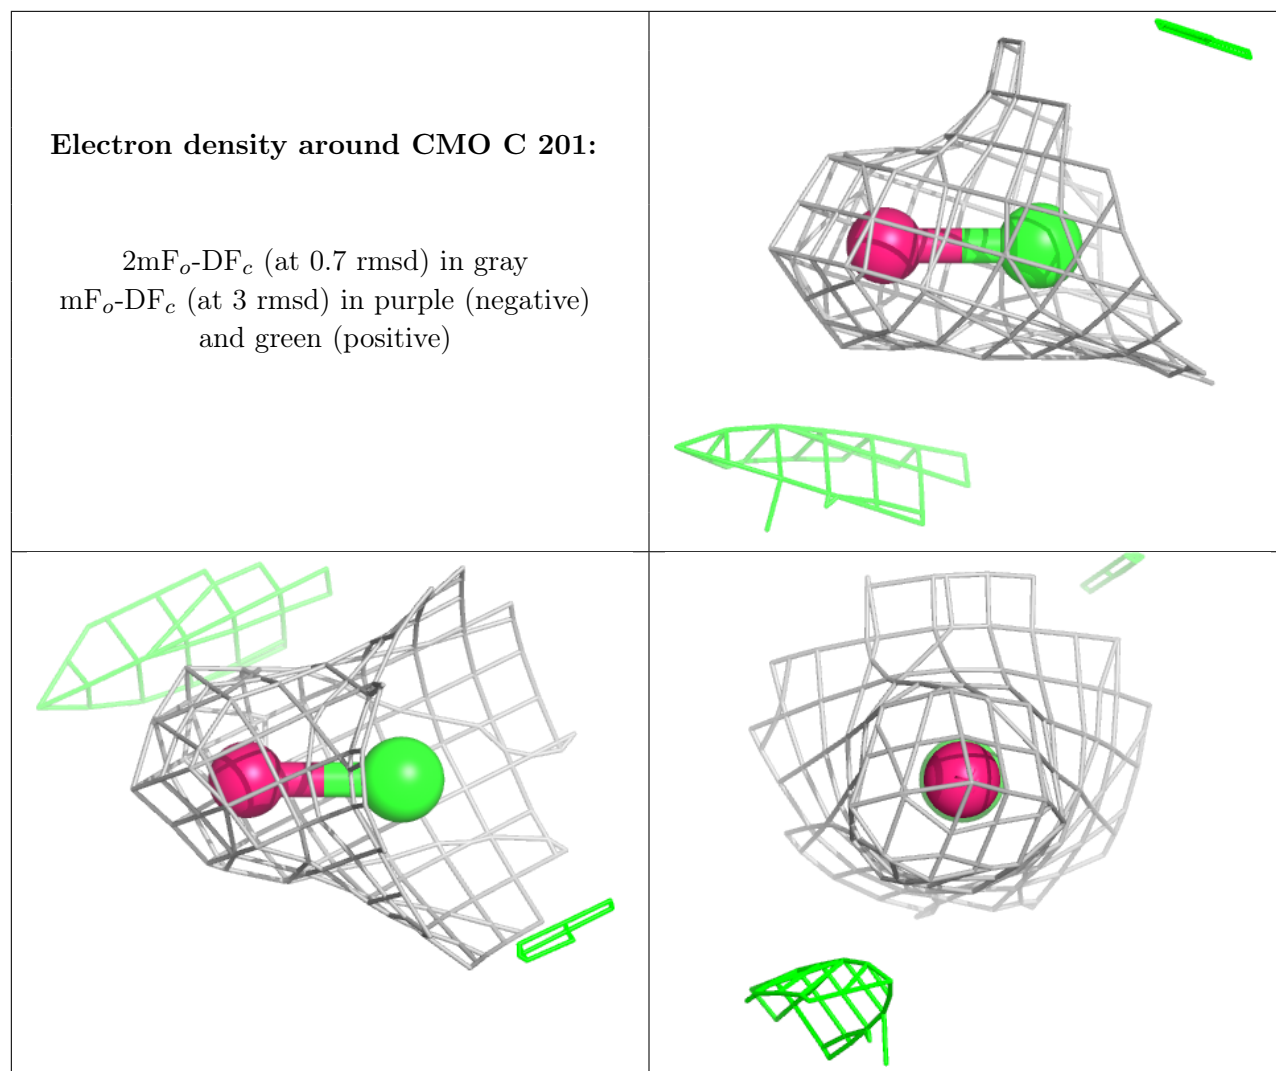 Electron density around CMO C 201:
2mFₒ-DF𝒸 (at 0.7 rmsd) in gray
mFₒ-DF𝒸 (at 3 rmsd) in purple (negative)
and green (positive)